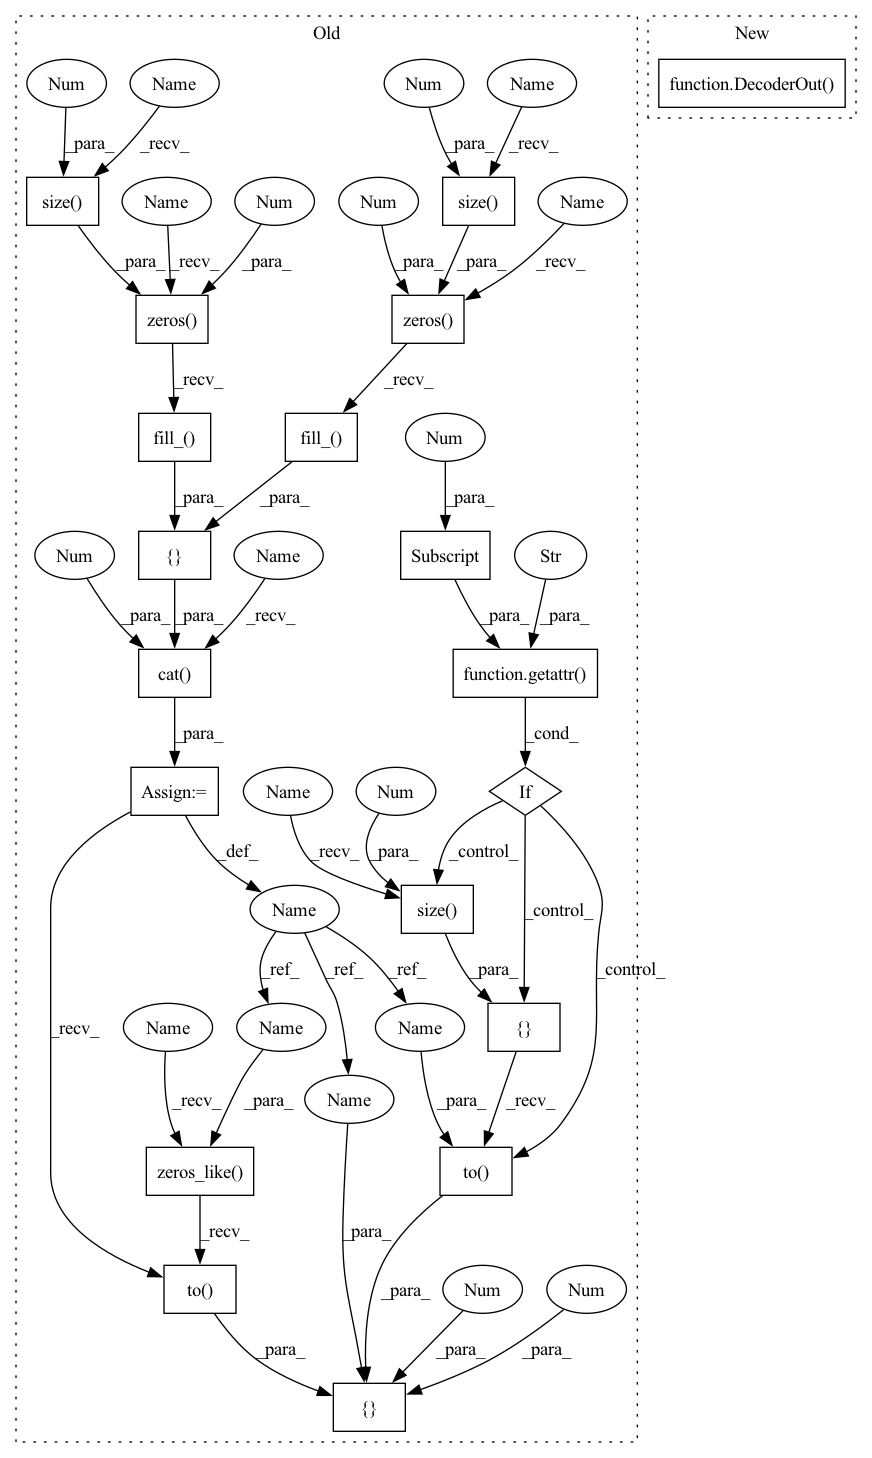 Old
New
Num
Name
Num
Name
function.DecoderOut()
_para_
_recv_
_para_
_recv_
size()
Name
Num
Num
size()
Name
_para_
_recv_
_para_
_para_
_para_
_recv_
zeros()
zeros()
_recv_
_recv_
fill_()
fill_()
Num
_para_
_para_
_para_
Num
{}
Name
Subscript
Str
_para_
_para_
_recv_
_para_
_para_
cat()
function.getattr()
_para_
_cond_
Assign:=
Name
Num
If
_def_
_recv_
_para_
_control_
Name
size()
_control_
_ref_
_ref_
_ref_
_para_
_control_
_recv_
Name
Name
Name
{}
_recv_
_para_
Name
_para_
_recv_
zeros_like()
to()
_recv_
_para_
to()
_para_
Num
Num
_para_
_para_
_para_
{}